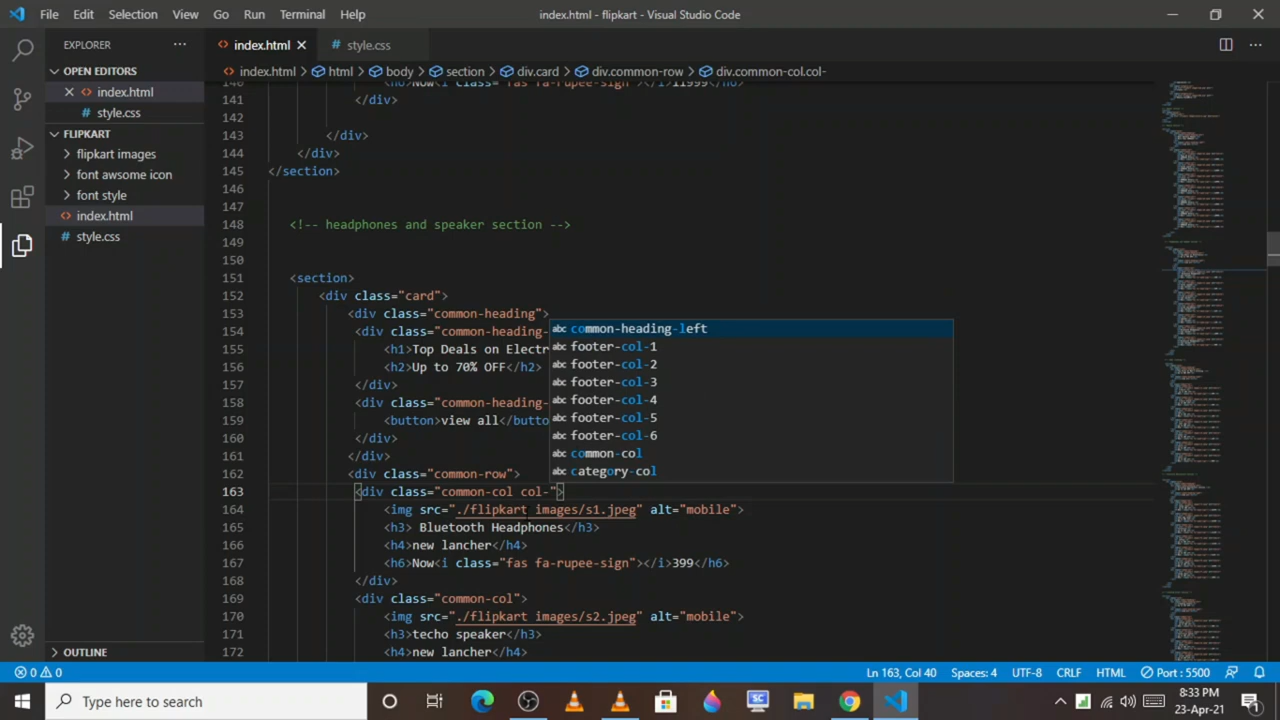 File Edit Selection View Go Run Terminal Help
index.html - flipkart - Visual Studio Code
EXPLORER
OPEN EDITORS
index.html
style.css
FLIPKART
flipkart images
font awsome icon
font style
index.html
style.css
OUTLINE
index.html
style.css
index.html > html > body > section > div.card > div.common-row > div.common-col.col-
141 </div>
142
143 </div>
144 </div>
145 </section>
146
147
148 <!-- headphones and speaker section -->
149
150
151 <section>
152 <div class="card">
153 <div class="common-heading">
154 <div class="common-heading-
155 <h1>Top Deals on Electr
156 <h2>Up to 70% OFF</h2>
157 </div>
158 <div class="common-heading-
159 <button>view all</butto
160 </div>
161 </div>
162 <div class="common-row">
163 <div class="common-col col-">
164 <img src="./flipkart images/s1.jpeg" alt="mobile">
165 <h3> Bluetooth Headphones</h3>
166 <h4>new lancher</h4>
167 <h6>Now<i class="fas fa-rupee-sign"></i>399</h6>
168 </div>
169 <div class="common-col">
170 <img src="./flipkart images/s2.jpeg" alt="mobile">
171 <h3>echo speaker</h3>
172 <h4>new lancher</h4>
abc common-heading-left
abc footer-col-1
abc footer-col-2
abc footer-col-3
abc footer-col-4
abc footer-col-5
abc footer-col-6
abc common-col
abc category-col
0 0
Ln 163, Col 40 Spaces: 4 UTF-8 CRLF HTML Port : 5500
Type here to search
8:33 PM
23-Apr-21